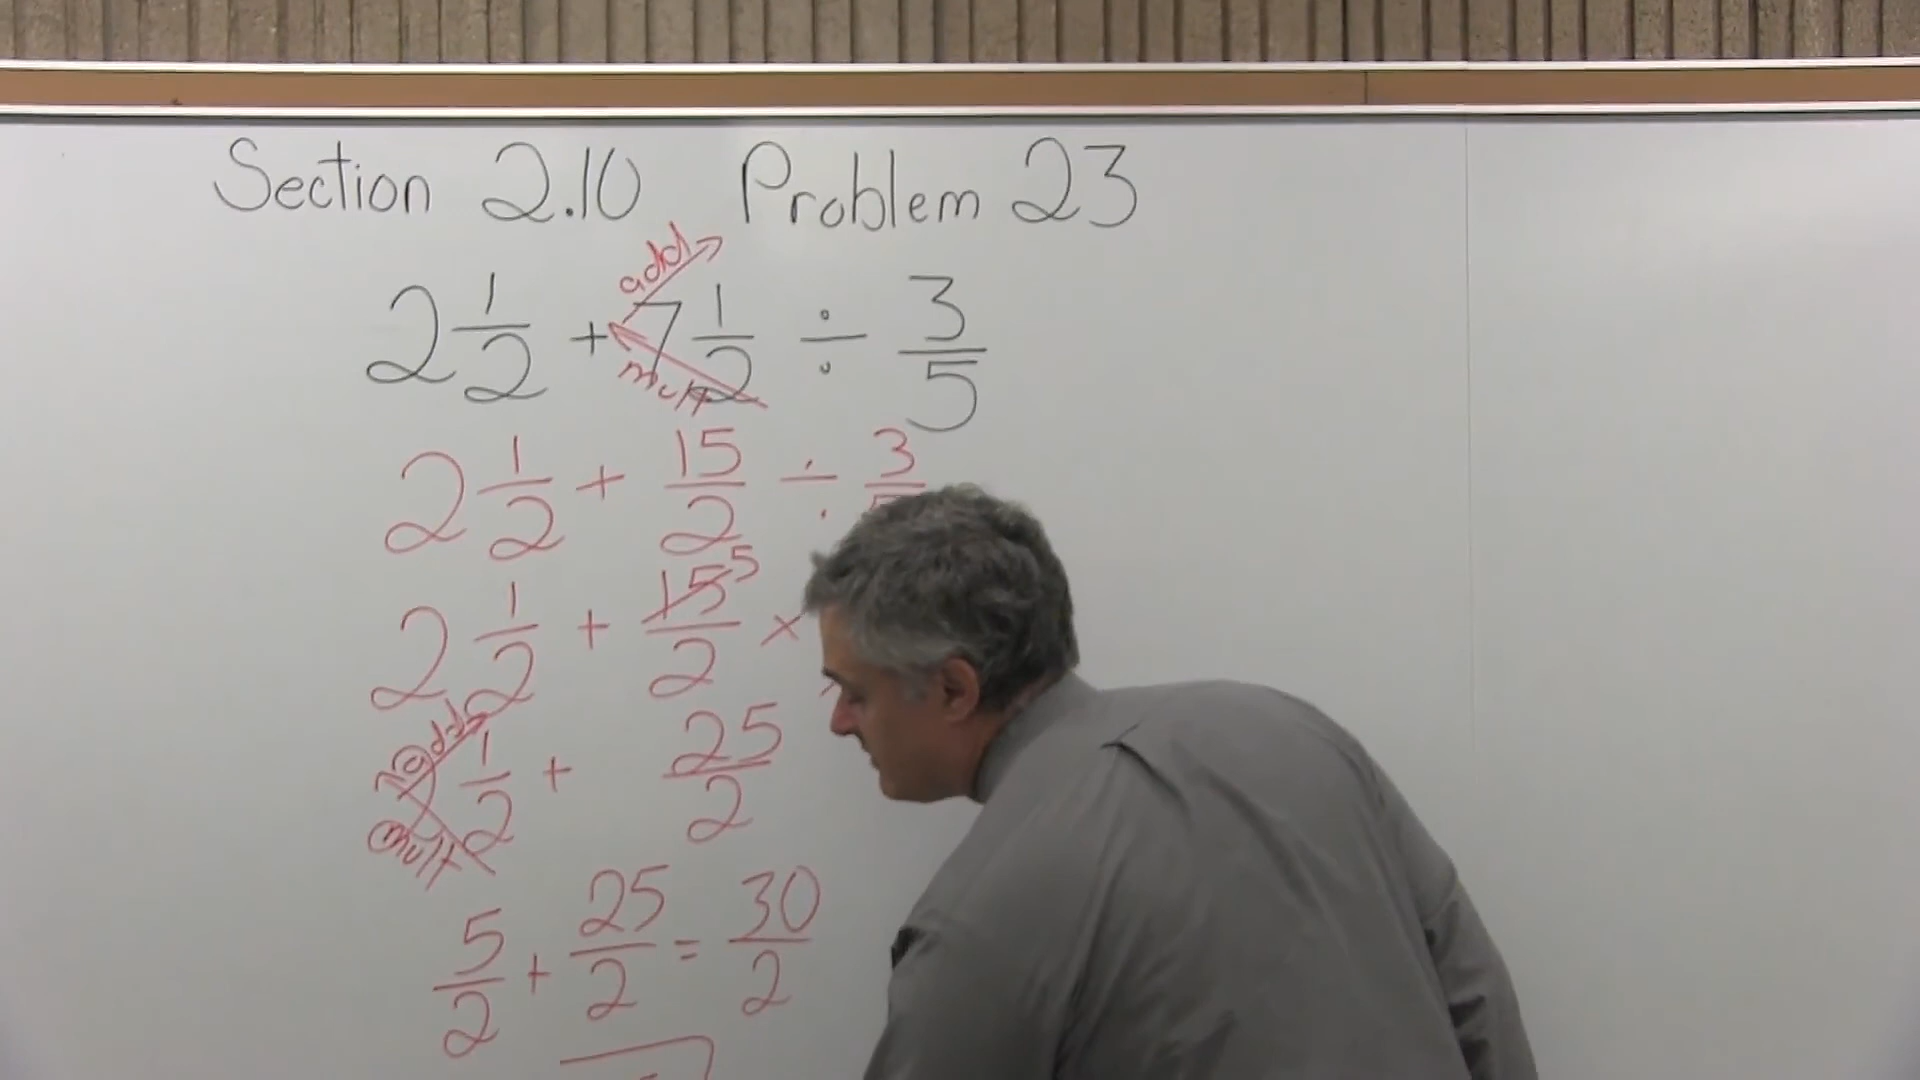 Section 2.10 Problem 23
add
2 1/2 + 7 1/2 ÷ 3/5
mult
2 1/2 + 15/2 ÷ 3/5
5
2 1/2 + 15/2 ×
add
2 1/2 + 25/2
mult
5/2 + 25/2 = 30/2